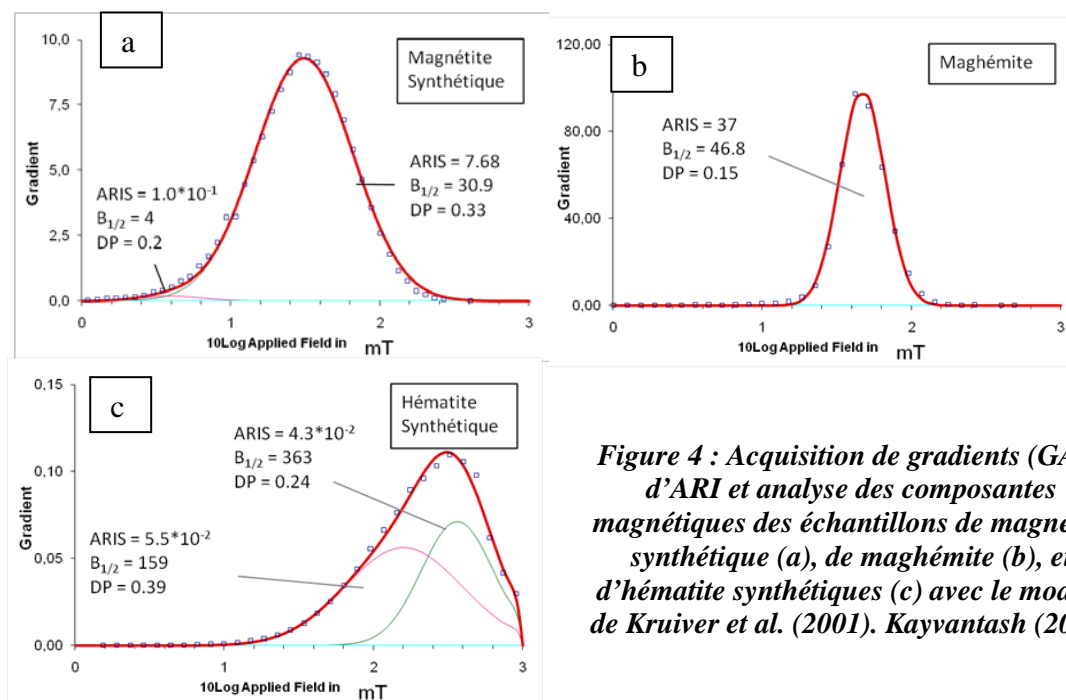 a
Magnétite
Synthétique
10,0
7,5
5,0
2,5
0,0
Gradient
ARIS = 7.68
B1/2 = 30.9
DP = 0.33
ARIS = 1.0*10-1
B1/2 = 4
DP = 0.2
0 1 2 3
10Log Applied Field in mT
b
Maghémite
120,00
80,00
40,00
0,00
Gradient
ARIS = 37
B1/2 = 46.8
DP = 0.15
0 1 2 3
10Log Applied Field in mT
c
Hématite
Synthétique
0,15
0,10
0,05
0,00
Gradient
ARIS = 4.3*10-2
B1/2 = 363
DP = 0.24
ARIS = 5.5*10-2
B1/2 = 159
DP = 0.39
0 1 2 3
10Log Applied Field in mT
Figure 4 : Acquisition de gradients (GA
d'ARI et analyse des composantes
magnétiques des échantillons de magné
synthétique (a), de maghémite (b), e
d'hématite synthétiques (c) avec le mod
de Kruiver et al. (2001). Kayvantash (20